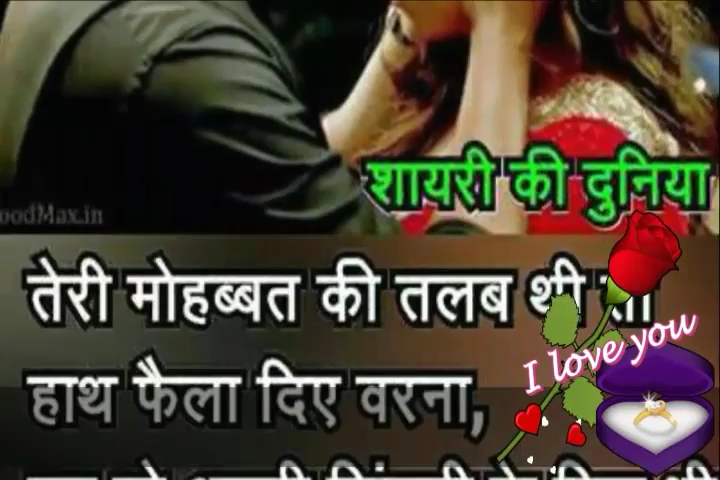 शायरी की दुनिया
oodMax.in
तेरी मोहब्बत की तलब थी
I love you
हाथ फैला दिए वरना,